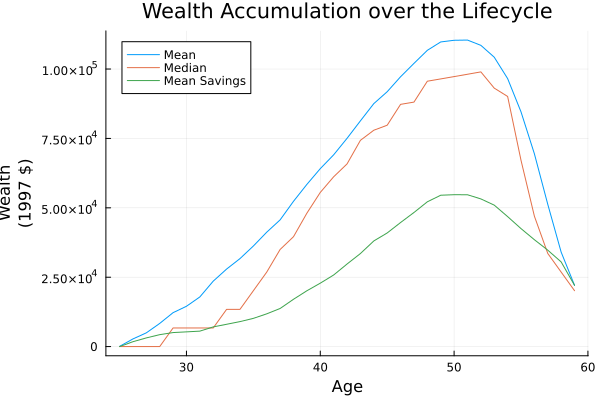 Wealth Accumulation over the Lifecycle
Wealth
(1997 $)
Mean
Median
Mean Savings
1.00×10⁵
7.50×10⁴
5.00×10⁴
2.50×10⁴
0
30 40 50 60
Age